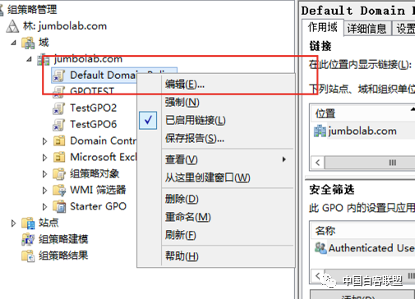 组策略管理
林: jumbolab.com
域
jumbolab.com
Default Domain Policy
GPOTEST
TestGPO2
TestGPO6
Domain Contr
Microsoft Exc
组策略对象
WMI 筛选器
Starter GPO
站点
组策略建模
组策略结果
编辑(E)...
强制(N)
已启用链接(L)
保存报告(S)...
查看(V)
从这里创建窗口(W)
删除(D)
重命名(M)
刷新(F)
帮助(H)
Default Domain
作用域 详细信息 设
链接
在此位置内显示链接(L):
下列站点、域和组织单位
位置
jumbolab.com
安全筛选
此 GPO 内的设置只应用
名称
Authenticated Use
中国白客联盟